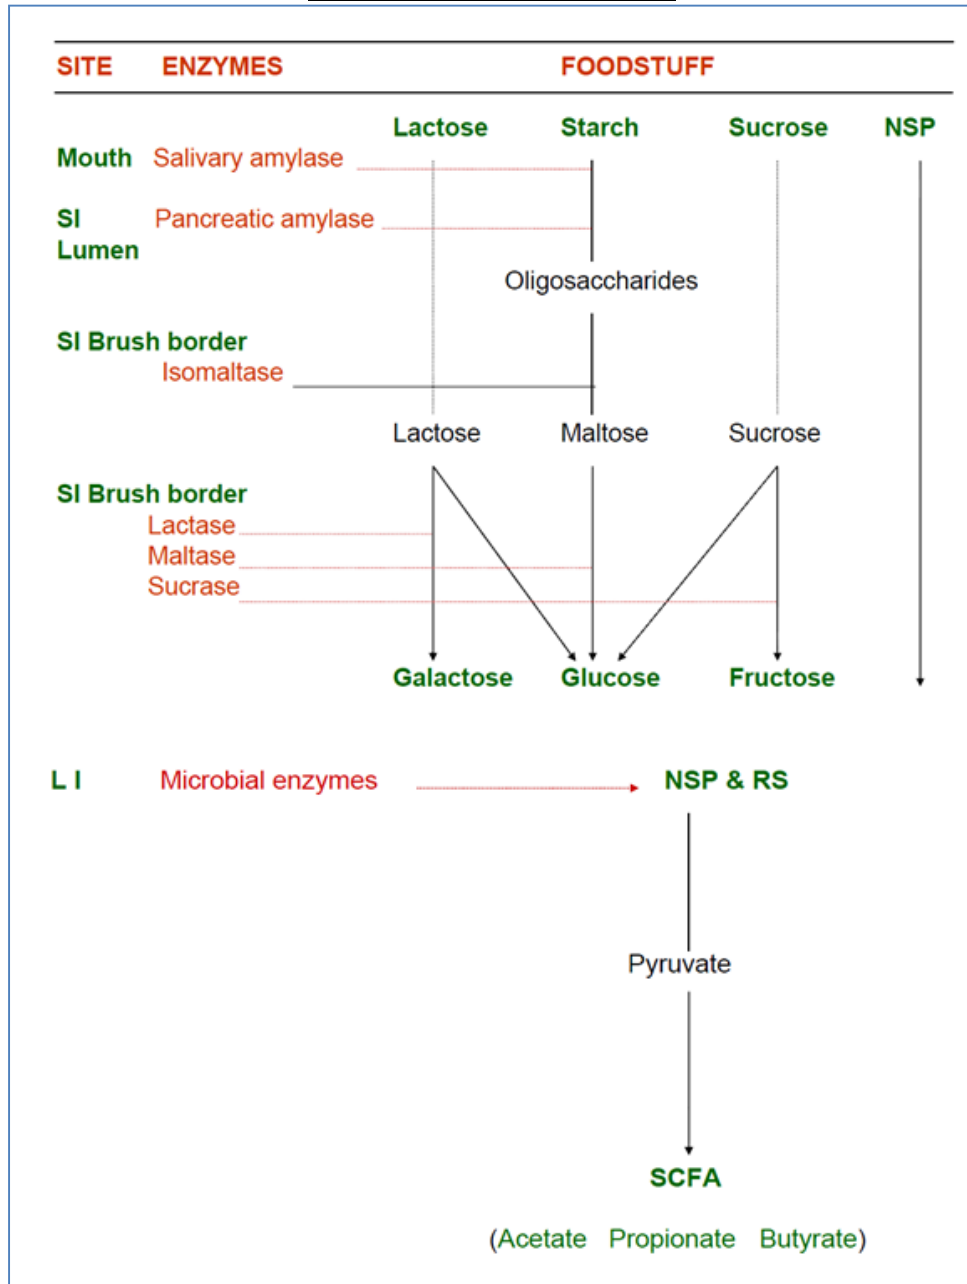 SITE ENZYMES FOODSTUFF
Lactose Starch Sucrose NSP
Mouth Salivary amylase
SI Pancreatic amylase
Lumen
Oligosaccharides
SI Brush border
Isomaltase
Lactose Maltose Sucrose
SI Brush border
Lactase
Maltase
Sucrase
Galactose Glucose Fructose
L I Microbial enzymes NSP & RS
Pyruvate
SCFA
(Acetate Propionate Butyrate)